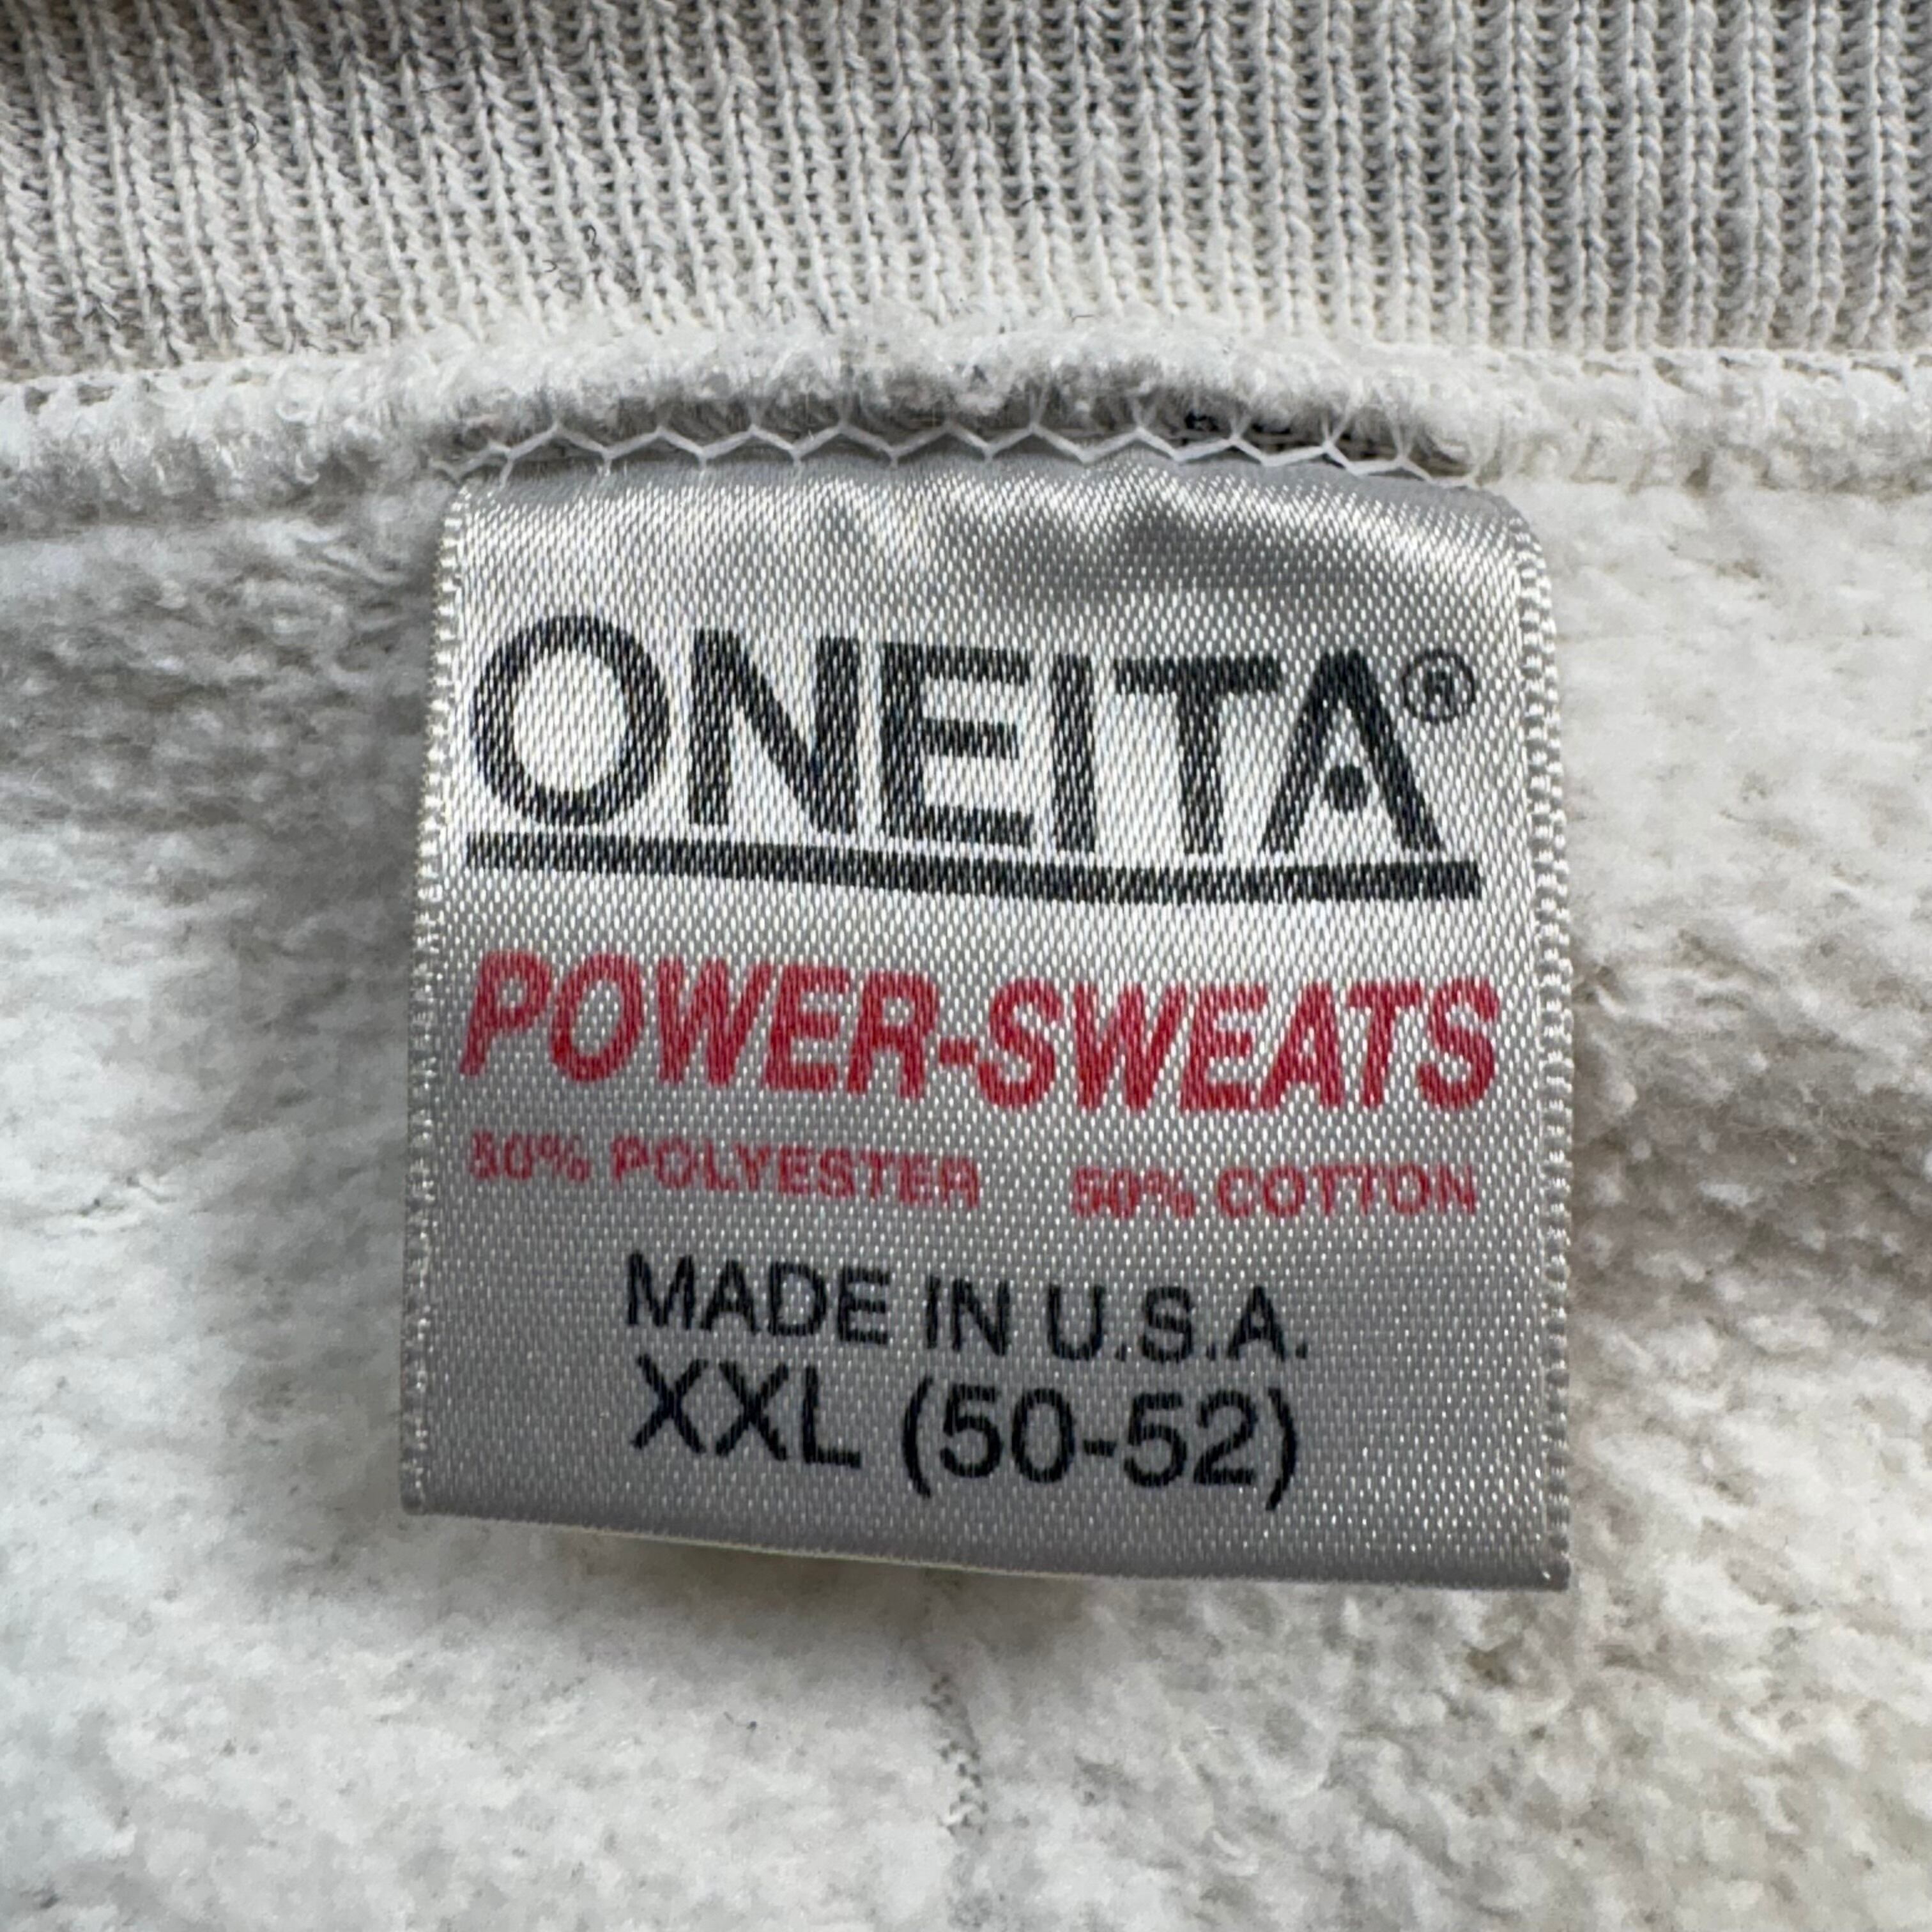 ONEITA®
POWER-SWEATS
50% POLYESTER 50% COTTON
MADE IN U.S.A.
XXL (50-52)